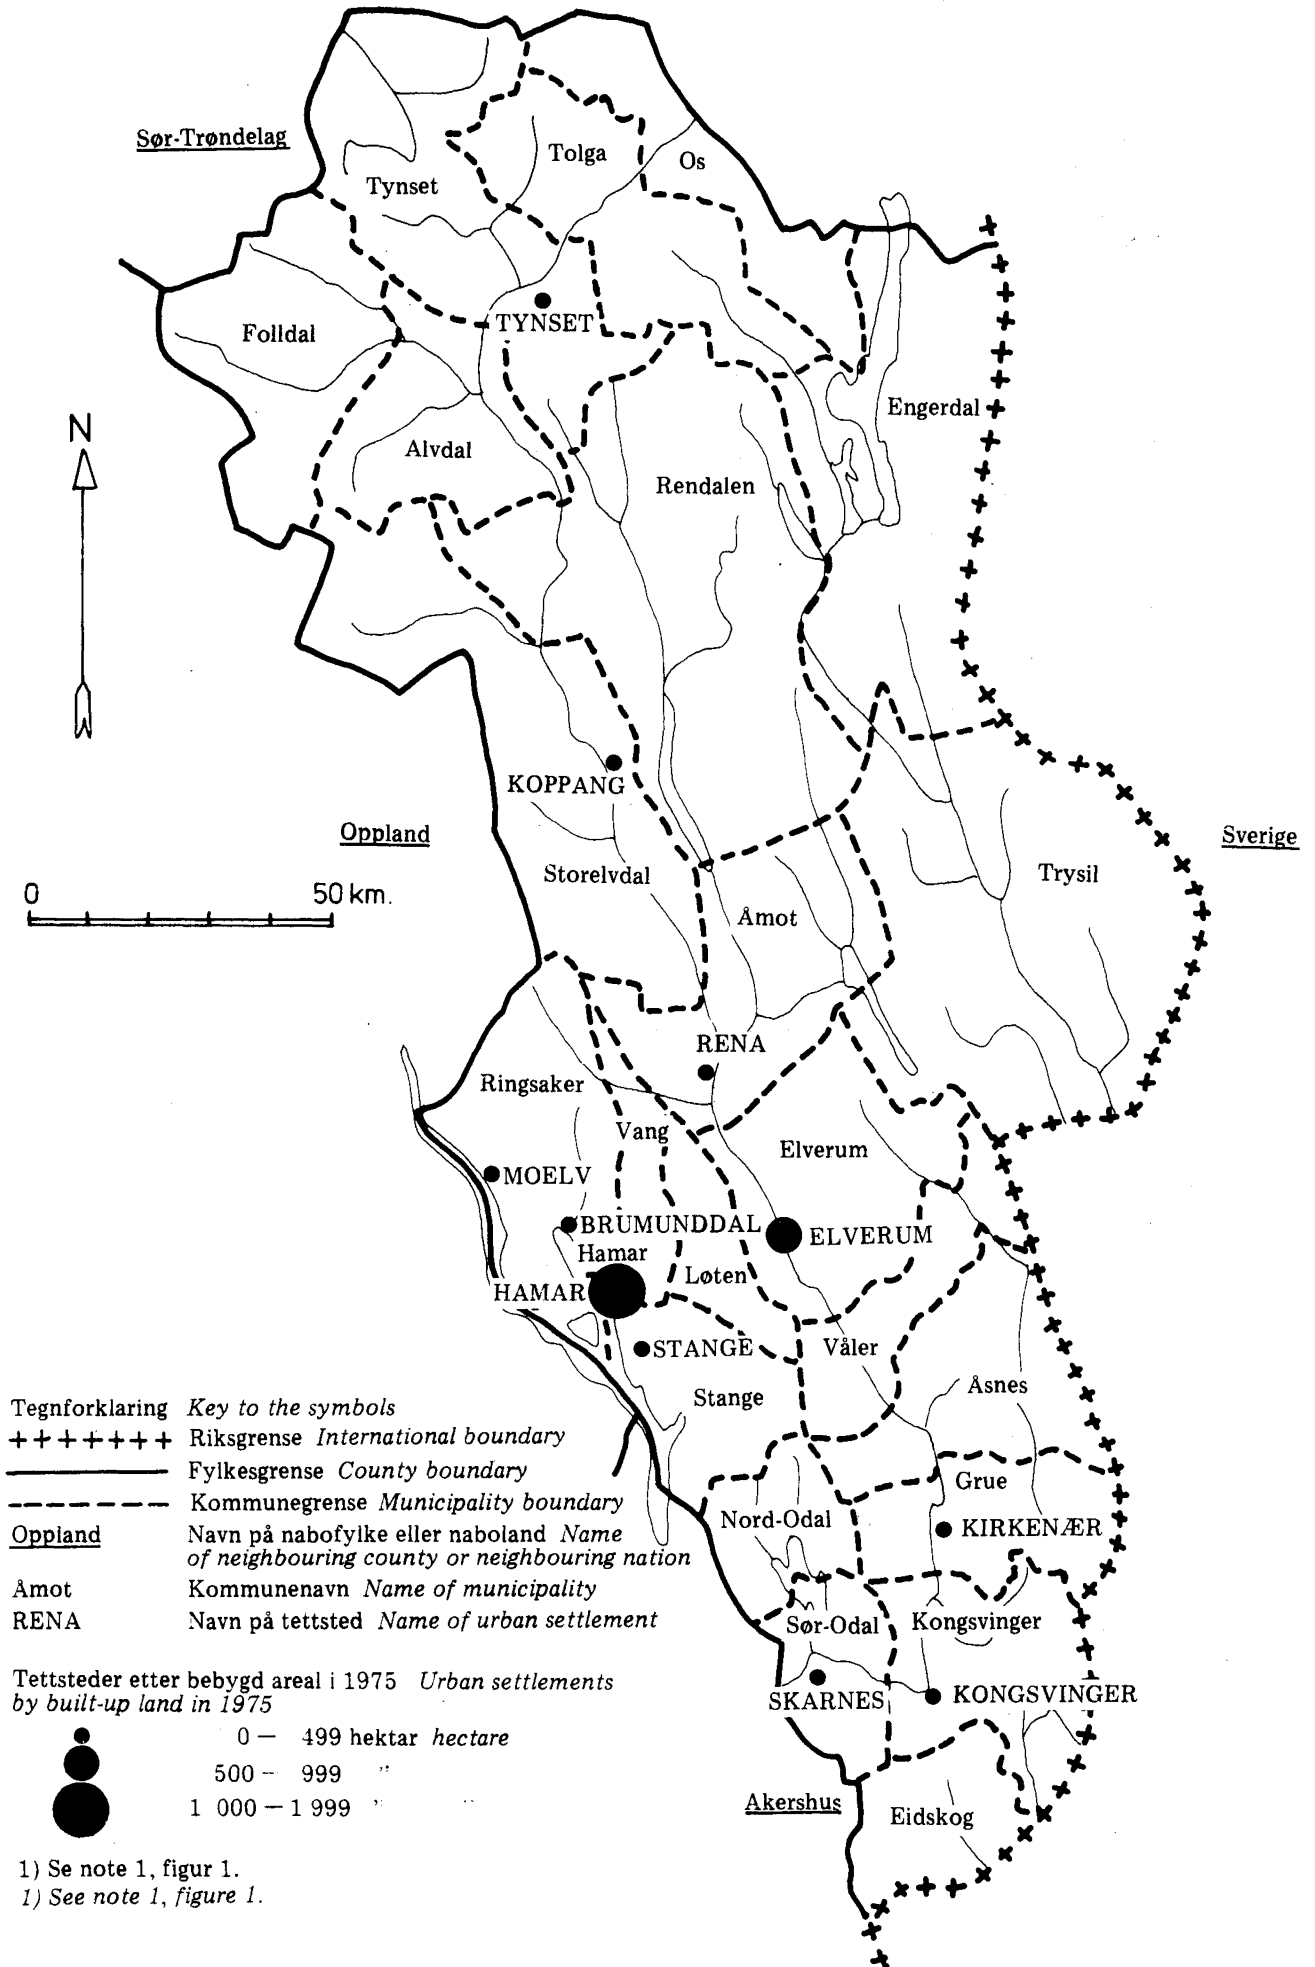 Sør-Trøndelag
Tolga
Os
Tynset
Folldal
TYNSET
Engerdal
N
Alvdal
Rendalen
KOPPANG
Oppland
Sverige
0 50 km.
Storelvdal
Trysil
Åmot
RENA
Ringsaker
Vang
Elverum
MOELV
BRUMUNDDAL
ELVERUM
Hamar
Løten
HAMAR
STANGE
Våler
Åsnes
Stange
Grue
Nord-Odal
KIRKENÆR
Sør-Odal
Kongsvinger
SKARNES
KONGSVINGER
Akershus
Eidskog
Tegnforklaring Key to the symbols
Riksgrense International boundary
Fylkesgrense County boundary
Kommunegrense Municipality boundary
Oppland Navn på nabofylke eller naboland Name
of neighbouring county or neighbouring nation
Åmot Kommunenavn Name of municipality
RENA Navn på tettsted Name of urban settlement
Tettsteder etter bebygd areal i 1975 Urban settlements
by built-up land in 1975
0 — 499 hektar hectare
500 – 999 " 
1 000 — 1 999 " "
1) Se note 1, figur 1.
1) See note 1, figure 1.